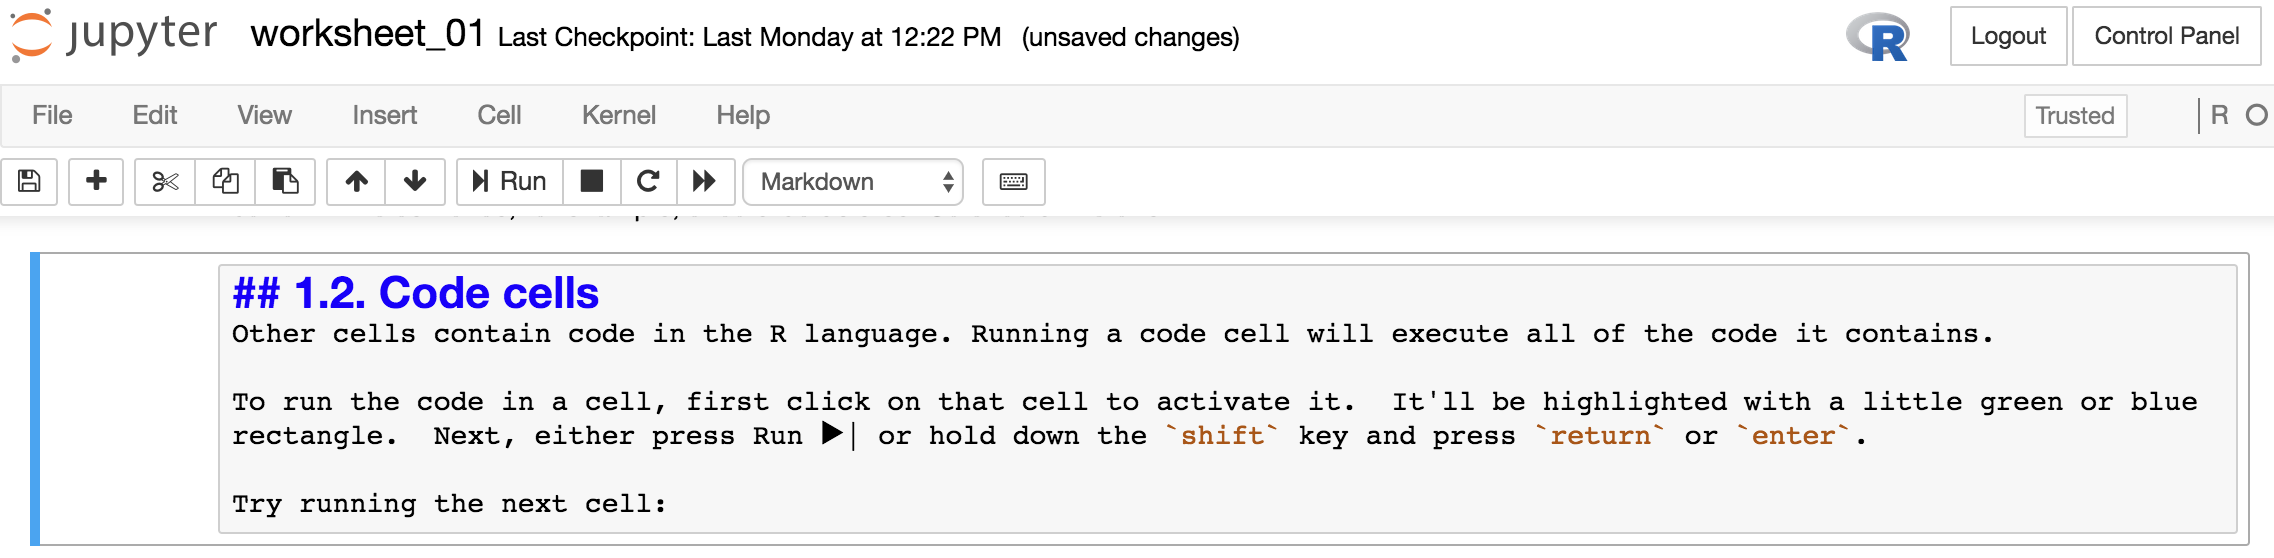 jupyter worksheet_01 Last Checkpoint: Last Monday at 12:22 PM (unsaved changes) R Logout Control Panel
File Edit View Insert Cell Kernel Help Trusted R
Run Markdown
## 1.2. Code cells
Other cells contain code in the R language. Running a code cell will execute all of the code it contains.
To run the code in a cell, first click on that cell to activate it.  It'll be highlighted with a little green or blue
rectangle.  Next, either press Run ▶| or hold down the `shift` key and press `return` or `enter`.
Try running the next cell: